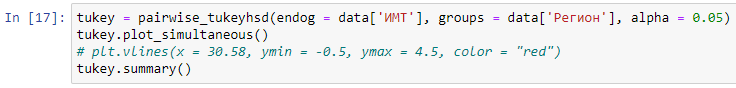 In [17]: tukey = pairwise_tukeyhsd(endog = data['ИМТ'], groups = data['Регион'], alpha = 0.05)
tukey.plot_simultaneous()
# plt.vlines(x = 30.58, ymin = -0.5, ymax = 4.5, color = "red")
tukey.summary()